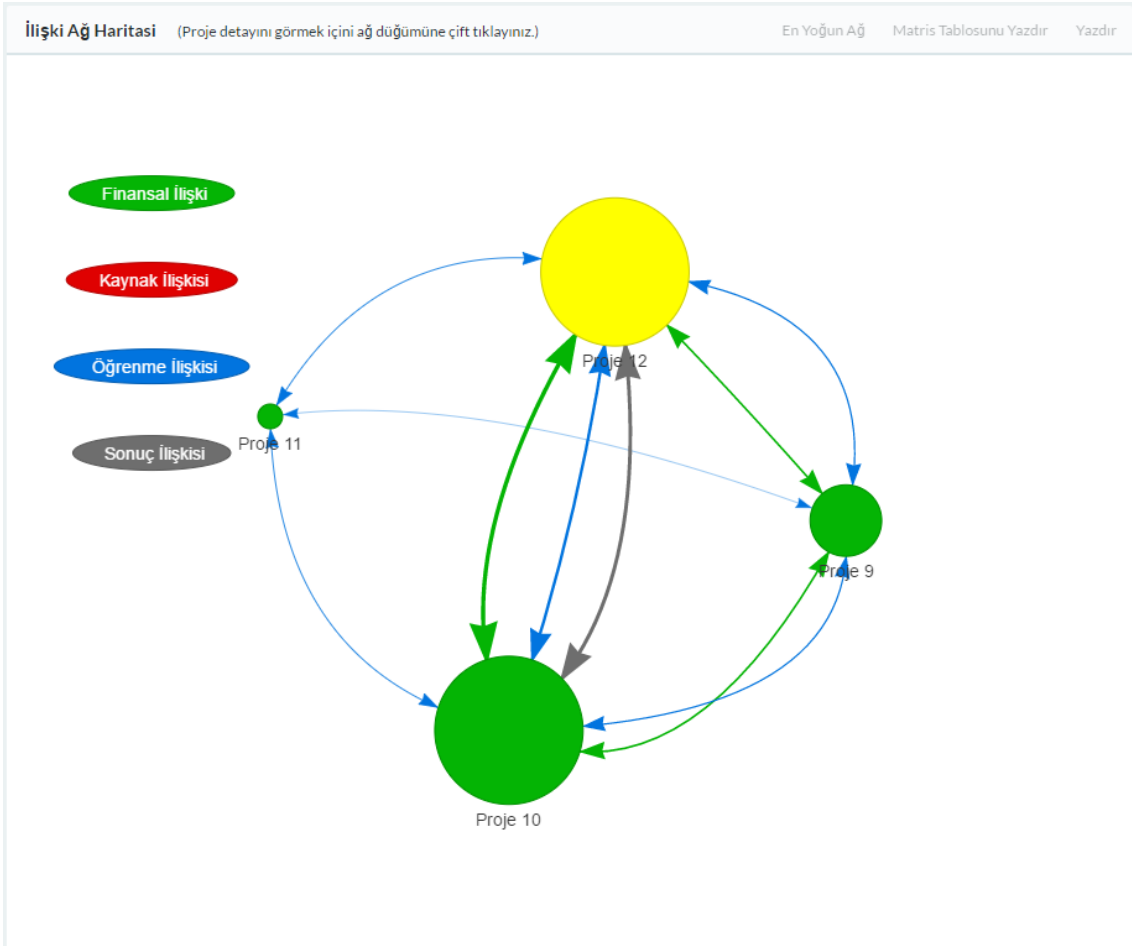 İlişki Ağ Haritasi (Proje detayını görmek içini ağ düğümüne çift tıklayınız.) En Yoğun Ağ Matris Tablosunu Yazdır Yazdır
Finansal İlişki
Kaynak İlişkisi
Öğrenme İlişkisi
Sonuç İlişkisi
Proje 12
Proje 11
Proje 9
Proje 10